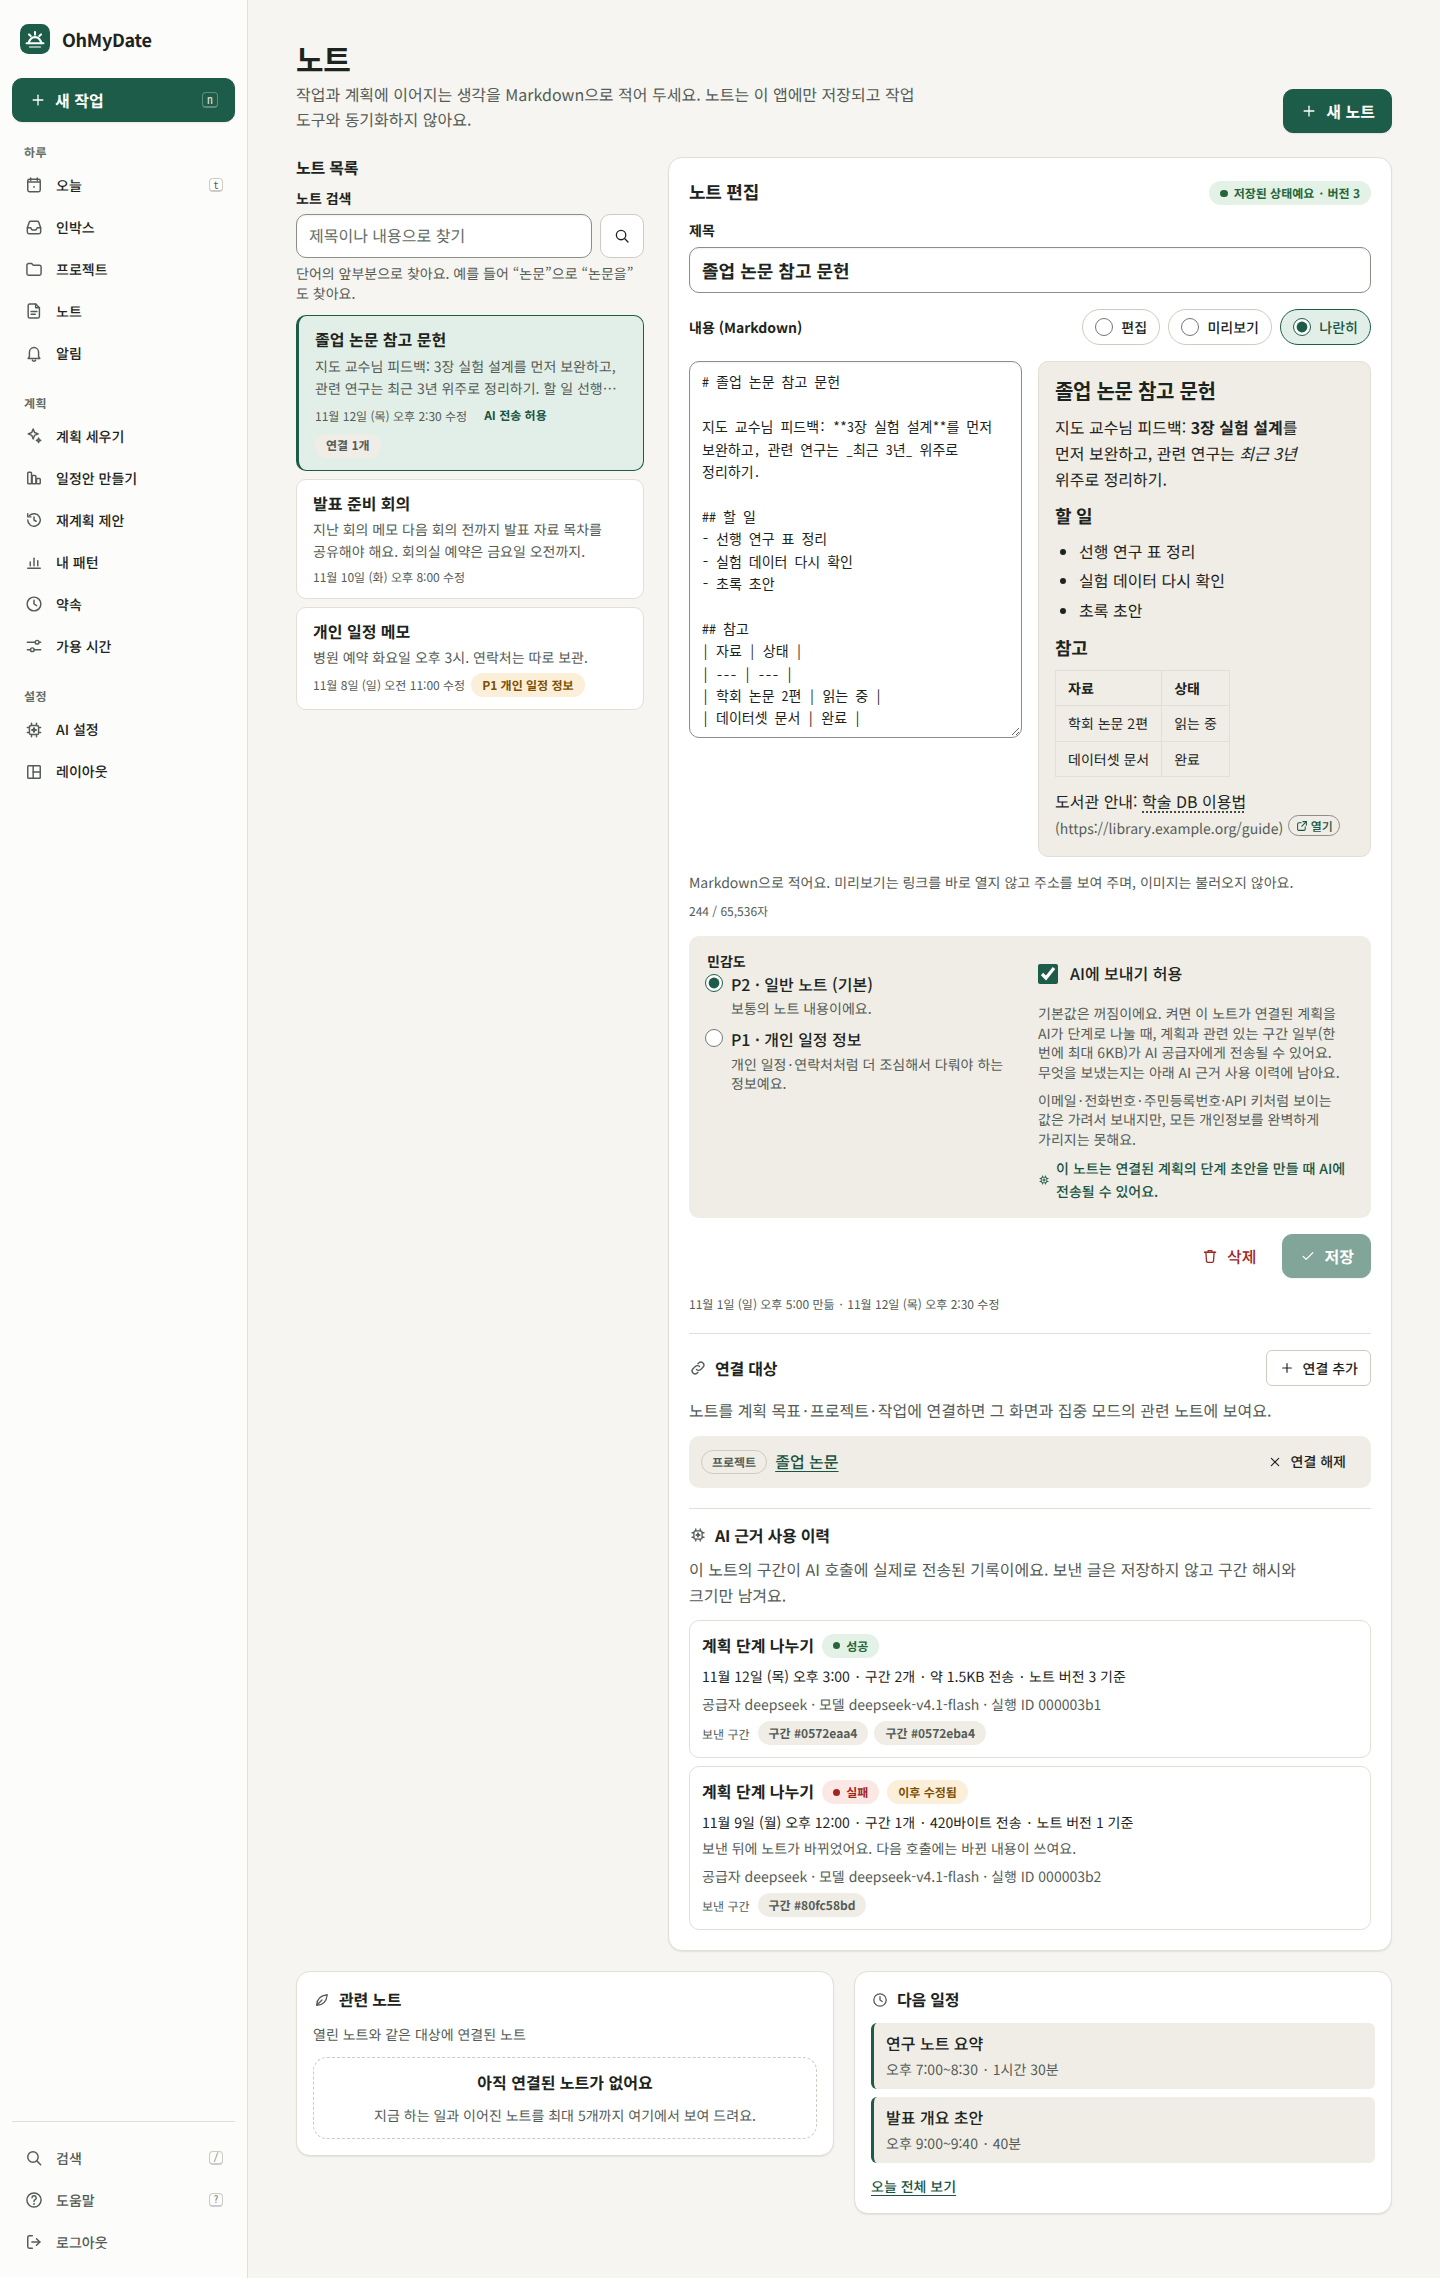 OhMyDate
새 작업
n
하루
오늘
t
인박스
프로젝트
노트
알림
계획
계획 세우기
일정안 만들기
재계획 제안
내 패턴
약속
가용 시간
설정
AI 설정
레이아웃
검색
/
도움말
?
로그아웃
노트
작업과 계획에 이어지는 생각을 Markdown으로 적어 두세요. 노트는 이 앱에만 저장되고 작업
도구와 동기화하지 않아요.
새 노트
노트 목록
노트 검색
제목이나 내용으로 찾기
단어의 앞부분으로 찾아요. 예를 들어 “논문”으로 “논문을”
도 찾아요.
졸업 논문 참고 문헌
지도 교수님 피드백: 3장 실험 설계를 먼저 보완하고,
관련 연구는 최근 3년 위주로 정리하기. 할 일 선행…
11월 12일 (목) 오후 2:30 수정
AI 전송 허용
연결 1개
발표 준비 회의
지난 회의 메모 다음 회의 전까지 발표 자료 목차를
공유해야 해요. 회의실 예약은 금요일 오전까지.
11월 10일 (화) 오후 8:00 수정
개인 일정 메모
병원 예약 화요일 오후 3시. 연락처는 따로 보관.
11월 8일 (일) 오전 11:00 수정
P1 개인 일정 정보
노트 편집
저장된 상태예요 · 버전 3
제목
졸업 논문 참고 문헌
내용 (Markdown)
편집
미리보기
나란히
# 졸업 논문 참고 문헌
지도 교수님 피드백: **3장 실험 설계**를 먼저
보완하고, 관련 연구는 _최근 3년_ 위주로
정리하기.
## 할 일
- 선행 연구 표 정리
- 실험 데이터 다시 확인
- 초록 초안
## 참고
| 자료 | 상태 |
| --- | --- |
| 학회 논문 2편 | 읽는 중 |
| 데이터셋 문서 | 완료 |
졸업 논문 참고 문헌
지도 교수님 피드백: 3장 실험 설계를
먼저 보완하고, 관련 연구는 최근 3년
위주로 정리하기.
할 일
선행 연구 표 정리
실험 데이터 다시 확인
초록 초안
참고
자료 상태
학회 논문 2편 읽는 중
데이터셋 문서 완료
도서관 안내: 학술 DB 이용법
(https://library.example.org/guide) 열기
Markdown으로 적어요. 미리보기는 링크를 바로 열지 않고 주소를 보여 주며, 이미지는 불러오지 않아요.
244 / 65,536자
민감도
P2 · 일반 노트 (기본)
보통의 노트 내용이에요.
P1 · 개인 일정 정보
개인 일정·연락처처럼 더 조심해서 다뤄야 하는
정보예요.
AI에 보내기 허용
기본값은 꺼짐이에요. 켜면 이 노트가 연결된 계획을
AI가 단계로 나눌 때, 계획과 관련 있는 구간 일부(한
번에 최대 6KB)가 AI 공급자에게 전송될 수 있어요.
무엇을 보냈는지는 아래 AI 근거 사용 이력에 남아요.
이메일·전화번호·주민등록번호·API 키처럼 보이는
값은 가려서 보내지만, 모든 개인정보를 완벽하게
가리지는 못해요.
이 노트는 연결된 계획의 단계 초안을 만들 때 AI에
전송될 수 있어요.
삭제
저장
11월 1일 (일) 오후 5:00 만듦 · 11월 12일 (목) 오후 2:30 수정
연결 대상
연결 추가
노트를 계획 목표·프로젝트·작업에 연결하면 그 화면과 집중 모드의 관련 노트에 보여요.
프로젝트
졸업 논문
연결 해제
AI 근거 사용 이력
이 노트의 구간이 AI 호출에 실제로 전송된 기록이에요. 보낸 글은 저장하지 않고 구간 해시와
크기만 남겨요.
계획 단계 나누기
성공
11월 12일 (목) 오후 3:00 · 구간 2개 · 약 1.5KB 전송 · 노트 버전 3 기준
공급자 deepseek · 모델 deepseek-v4.1-flash · 실행 ID 000003b1
보낸 구간
구간 #0572eaa4
구간 #0572eba4
계획 단계 나누기
실패
이후 수정됨
11월 9일 (월) 오후 12:00 · 구간 1개 · 420바이트 전송 · 노트 버전 1 기준
보낸 뒤에 노트가 바뀌었어요. 다음 호출에는 바뀐 내용이 쓰여요.
공급자 deepseek · 모델 deepseek-v4.1-flash · 실행 ID 000003b2
보낸 구간
구간 #80fc58bd
관련 노트
열린 노트와 같은 대상에 연결된 노트
아직 연결된 노트가 없어요
지금 하는 일과 이어진 노트를 최대 5개까지 여기에서 보여 드려요.
다음 일정
연구 노트 요약
오후 7:00~8:30 · 1시간 30분
발표 개요 초안
오후 9:00~9:40 · 40분
오늘 전체 보기